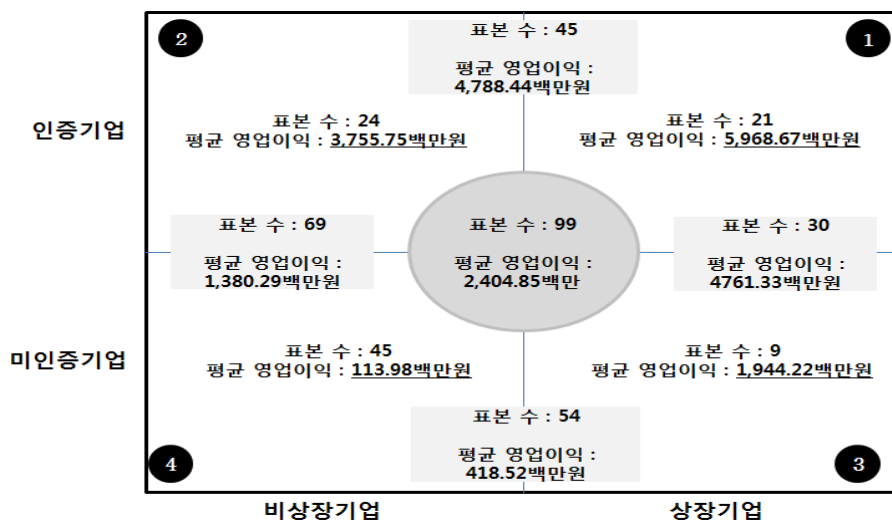 2
표본 수 : 45
평균 영업이익 :
4,788.44백만원
1
인증기업
표본 수 : 24
평균 영업이익 : 3,755.75백만원
표본 수 : 21
평균 영업이익 : 5,968.67백만원
표본 수 : 69
평균 영업이익 :
1,380.29백만원
표본 수 : 99
평균 영업이익 :
2,404.85백만
표본 수 : 30
평균 영업이익 :
4761.33백만원
미인증기업
표본 수 : 45
평균 영업이익 : 113.98백만원
표본 수 : 9
평균 영업이익 : 1,944.22백만원
4
표본 수 : 54
평균 영업이익 :
418.52백만원
3
비상장기업
상장기업